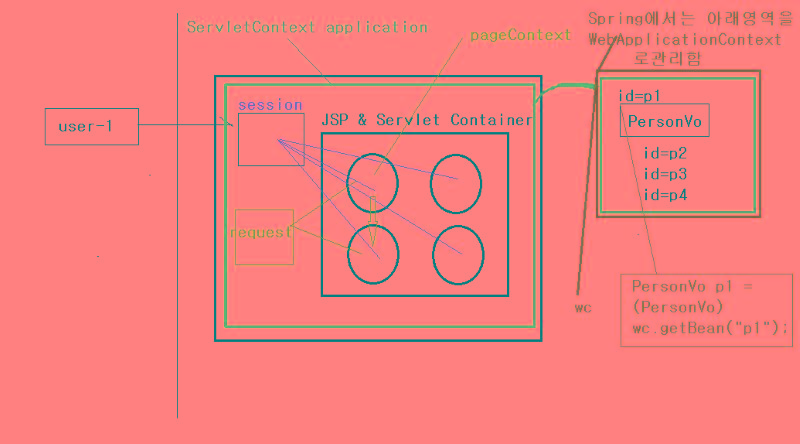 ServletContext application
pageContext
Spring에서는 아래영역을
WebApplicationContext
로관리함
user-1
session
JSP & Servlet Container
request
id=p1
PersonVo
id=p2
id=p3
id=p4
wc
PersonVo p1 =
(PersonVo)
wc.getBean("p1");